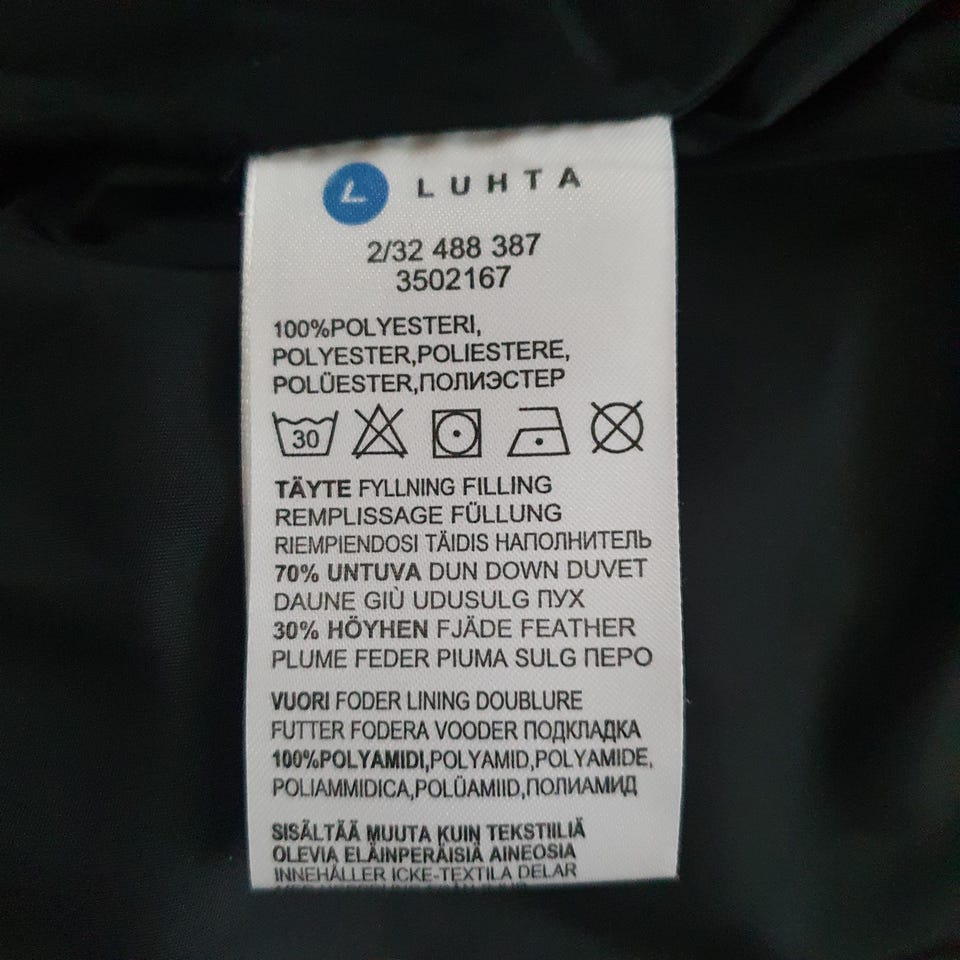 LUHTA
2/32 488 387
3502167
100%POLYESTERI,
POLYESTER,POLIESTERE,
POLÜESTER,ПОЛИЭСТЕР
30
TÄYTE FYLLNING FILLING
REMPLISSAGE FÜLLUNG
RIEMPIENDOSI TÄIDIS НАПОЛНИТЕЛЬ
70% UNTUVA DUN DOWN DUVET
DAUNE GIÙ UDUSULG ПУХ
30% HÖYHEN FJÄDE FEATHER
PLUME FEDER PIUMA SULG ПЕРО
VUORI FODER LINING DOUBLURE
FUTTER FODERA VOODER ПОДКЛАДКА
100%POLYAMIDI,POLYAMID,POLYAMIDE,
POLIAMMIDICA,POLÜAMIID,ПОЛИАМИД
SISÄLTÄÄ MUUTA KUIN TEKSTIILIÄ
OLEVIA ELÄINPERÄISIÄ AINEOSIA
INNEHÅLLER ICKE-TEXTILA DELAR